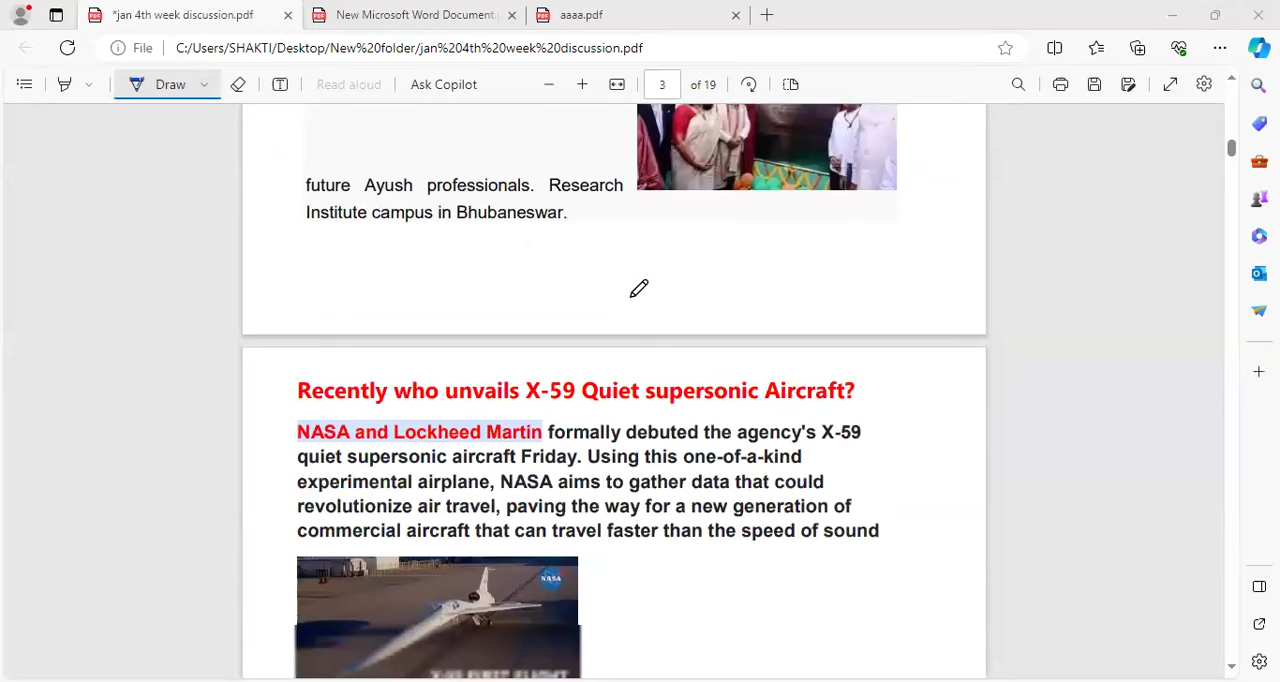 *jan 4th week discussion.pdf
New Microsoft Word Document.
aaaa.pdf
File
C:/Users/SHAKTI/Desktop/New%20folder/jan%204th%20week%20discussion.pdf
Draw
Read aloud
Ask Copilot
3 of 19
future Ayush professionals. Research
Institute campus in Bhubaneswar.
Recently who unvails X-59 Quiet supersonic Aircraft?
NASA and Lockheed Martin formally debuted the agency's X-59
quiet supersonic aircraft Friday. Using this one-of-a-kind
experimental airplane, NASA aims to gather data that could
revolutionize air travel, paving the way for a new generation of
commercial aircraft that can travel faster than the speed of sound
NASA